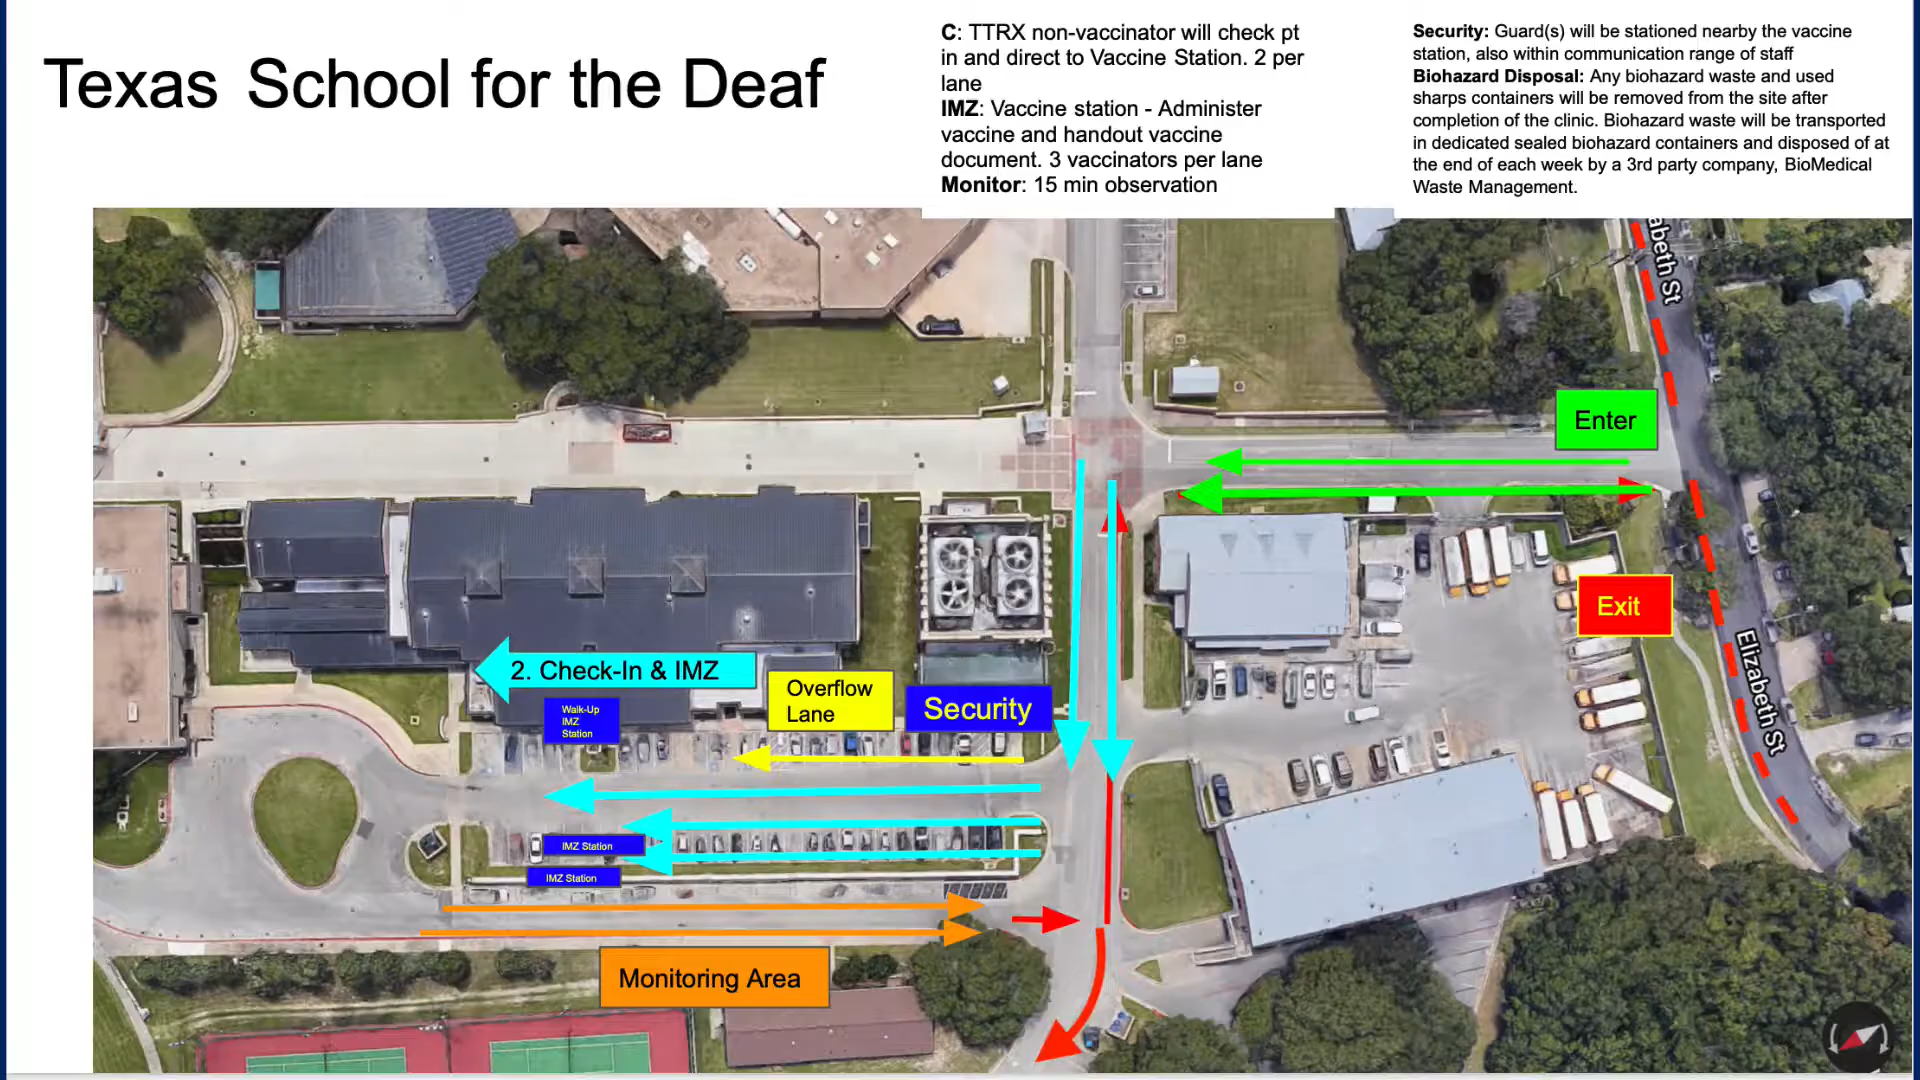 Texas School for the Deaf
C: TTRX non-vaccinator will check pt
in and direct to Vaccine Station. 2 per
lane
IMZ: Vaccine station - Administer
vaccine and handout vaccine
document. 3 vaccinators per lane
Monitor: 15 min observation
Security: Guard(s) will be stationed nearby the vaccine
station, also within communication range of staff
Biohazard Disposal: Any biohazard waste and used
sharps containers will be removed from the site after
completion of the clinic. Biohazard waste will be transported
in dedicated sealed biohazard containers and disposed of at
the end of each week by a 3rd party company, BioMedical
Waste Management.
abeth St
Enter
Exit
Elizabeth St
2. Check-In & IMZ
Overflow
Lane
Security
Walk-Up
IMZ
Station
IMZ Station
IMZ Station
Monitoring Area